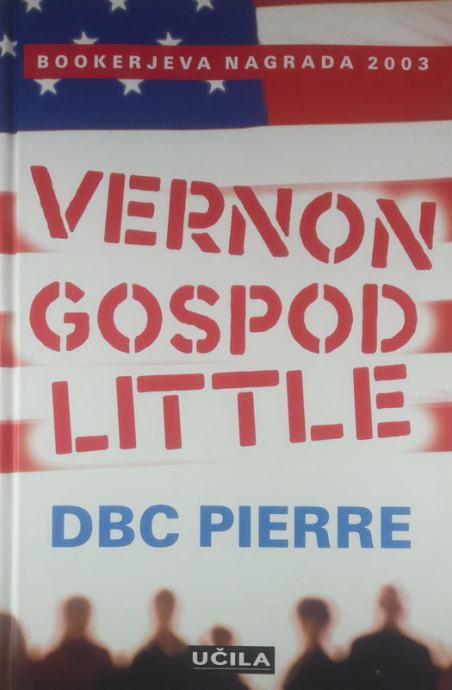 BOOKERJEVA NAGRADA 2003
VERNON
GOSPOD
LITTLE
DBC PIERRE
UČILA